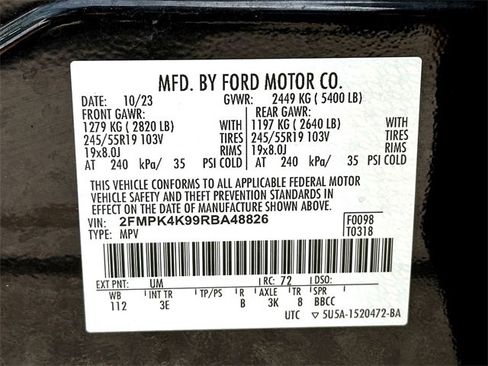 MFD. BY FORD MOTOR CO.
DATE: 10/23 GVWR: 2449 KG ( 5400 LB)
FRONT GAWR: REAR GAWR:
1279 KG ( 2820 LB) WITH 1197 KG ( 2640 LB) WITH
245/55R19 103V TIRES 245/55R19 103V TIRES
19x8.0J RIMS 19x8.0J RIMS
AT 240 kPa/ 35 PSI COLD AT 240 kPa/ 35 PSI COLD
THIS VEHICLE CONFORMS TO ALL APPLICABLE FEDERAL MOTOR
VEHICLE SAFETY AND THEFT PREVENTION STANDARDS IN
EFFECT ON THE DATE OF MANUFACTURE SHOWN ABOVE.
VIN: 2FMPK4K99RBA48826 F0098
TYPE: MPV T0318
EXT PNT: UM RC: 72 DSO:
WB INT TR TP/PS R AXLE TR SPR
112 3E B 3K 8 BBCC
UTC ▽ 5U5A-1520472-BA